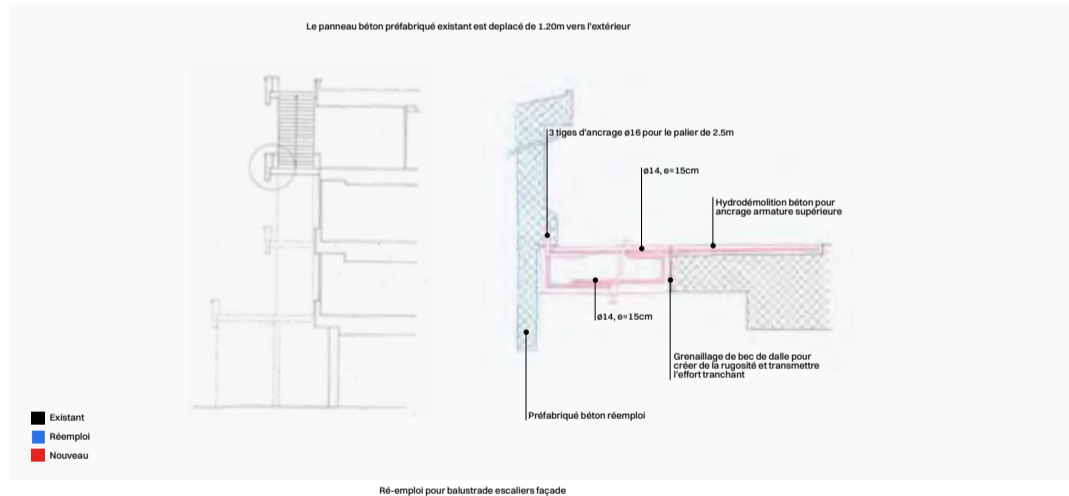 Le panneau béton préfabriqué existant est deplacé de 1.20m vers l'extérieur
3 tiges d'ancrage ø16 pour le palier de 2.5m
ø14, e=15cm
Hydrodémolition béton pour
ancrage armature supérieure
ø14, e=15cm
Grenaillage de bec de dalle pour
créer de la rugosité et transmettre
l'effort tranchant
Préfabriqué béton réemploi
Existant
Réemploi
Nouveau
Ré-emploi pour balustrade escaliers façade